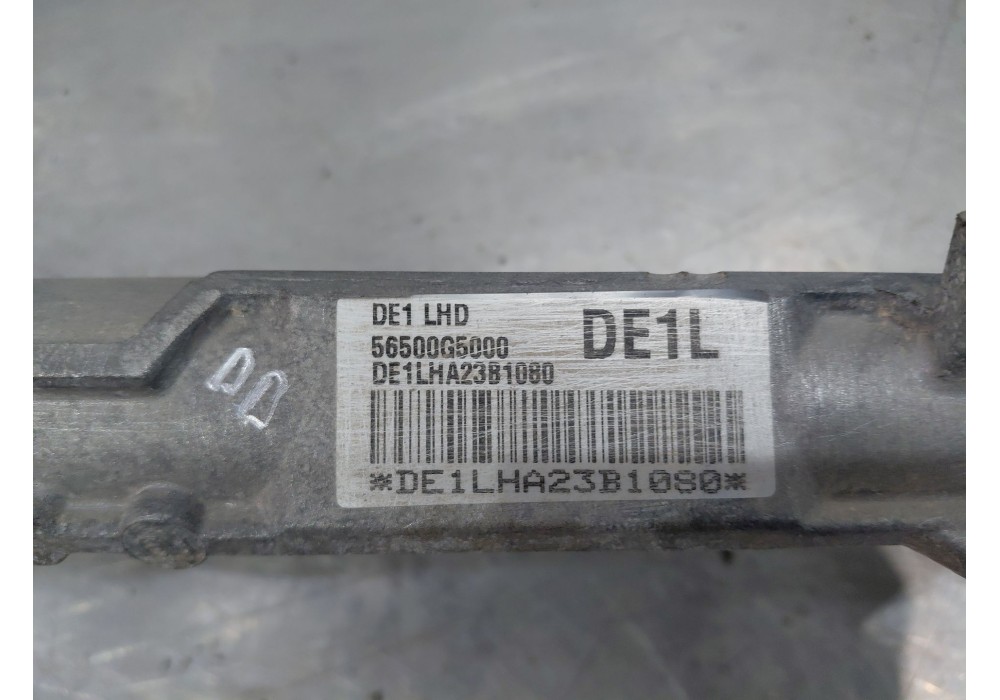 DE1 LHD
DE1L
56500G5000
DE1LHA23B1080
*DE1LHA23B1080*